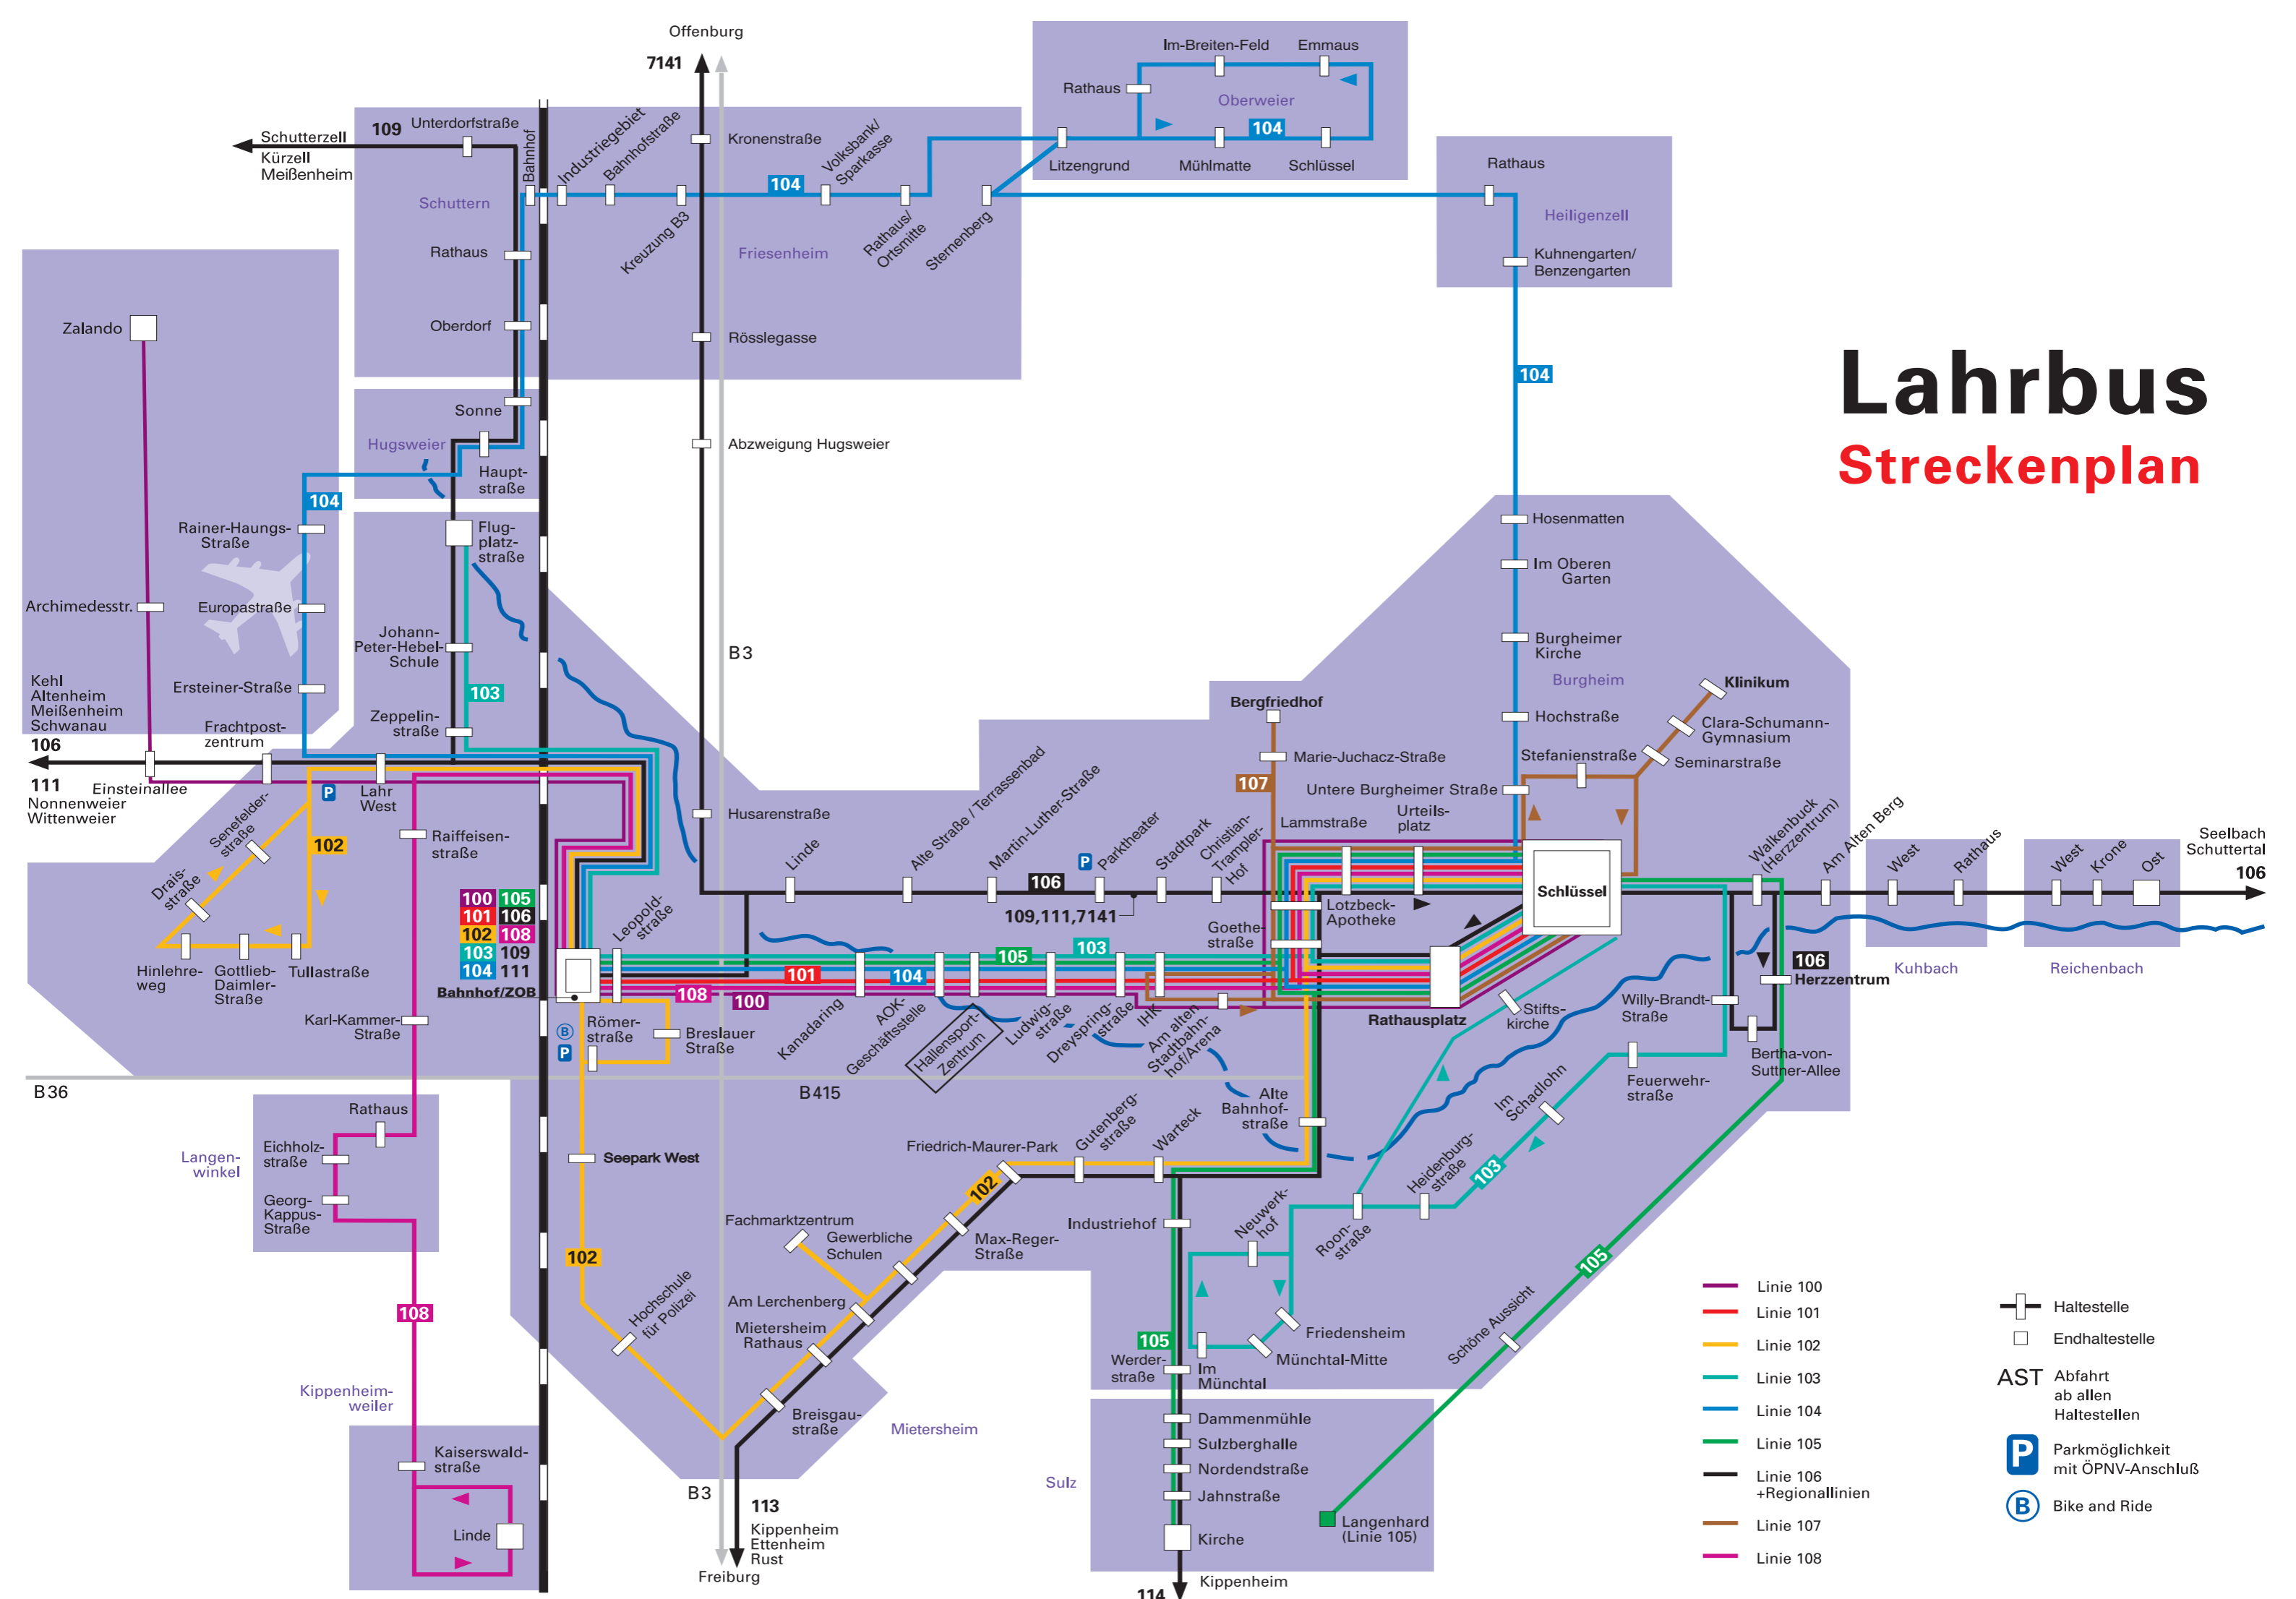 Offenburg
7141
Im-Breiten-Feld
Emmaus
Rathaus
Oberweier
104
Litzengrund
Mühlmatte
Schlüssel
109
Unterdorfstraße
Schutterzell
Kürzell
Meißenheim
Bahnhof
Industriegebiet
Bahnhofstraße
Kronenstraße
Volksbank/
Sparkasse
104
Schuttern
Kreuzung B3
Friesenheim
Rathaus/
Ortsmitte
Sternenberg
Rathaus
Heiligenzell
Kuhnengarten/
Benzengarten
Rathaus
Oberdorf
Rösslegasse
Zalando
Lahrbus
Streckenplan
104
Sonne
Hugsweier
Haupt-
straße
Abzweigung Hugsweier
104
Rainer-Haungs-
Straße
Flug-
platz-
straße
Hosenmatten
Im Oberen
Garten
Archimedesstr.
Europastraße
Johann-
Peter-Hebel-
Schule
B3
Burgheimer
Kirche
Burgheim
Klinikum
Kehl
Altenheim
Meißenheim
Schwanau
106
111
Nonnenweier
Wittenweier
Ersteiner-Straße
103
Zeppelin-
straße
Frachtpost-
zentrum
Einsteinallee
P
Lahr
West
Bergfriedhof
Marie-Juchacz-Straße
107
Hochstraße
Clara-Schumann-
Gymnasium
Stefanienstraße
Seminarstraße
Untere Burgheimer Straße
Urteils-
platz
Lammstraße
Senefelder-
straße
102
Drais-
straße
Raiffeisen-
straße
Husarenstraße
Linde
Alte Straße / Terrassenbad
Martin-Luther-Straße
P
Parktheater
Stadtpark
Christian-
Trampler-
Hof
106
109,111,7141
Schlüssel
Walkenbuck
(Herzzentrum)
Am Alten Berg
West
Rathaus
West
Krone
Ost
Seelbach
Schuttertal
106
Kuhbach
Reichenbach
100 105
101 106
102 108
103 109
104 111
Bahnhof/ZOB
Leopold-
straße
Lotzbeck-
Apotheke
Goethe-
straße
103
105
101
104
108
100
Hinlehre-
weg
Gottlieb-
Daimler-
Straße
Tullastraße
Karl-Kammer-
Straße
B
P
Römer-
straße
Breslauer
Straße
Kanadaring
AOK-
Geschäftsstelle
Hallensport-
Zentrum
Ludwig-
straße
Dreyspring-
straße
IHK
Am alten
Stadtbahn-
hof/Arena
Rathausplatz
Stifts-
kirche
106
Herzzentrum
Willy-Brandt-
Straße
Bertha-von-
Suttner-Allee
Feuerwehr-
straße
B36
B415
Alte
Bahnhof-
straße
Im
Schadlohn
Rathaus
Eichholz-
straße
Langen-
winkel
Georg-
Kappus-
Straße
Seepark West
Friedrich-Maurer-Park
Gutenberg-
straße
Warteck
102
Heidenburg-
straße
103
Fachmarktzentrum
Gewerbliche
Schulen
Max-Reger-
Straße
Industriehof
Neuwerk-
hof
Roon-
straße
102
105
108
Hochschule
für Polizei
Am Lerchenberg
Mietersheim
Rathaus
105
Werder-
straße
Im
Münchtal
Friedensheim
Münchtal-Mitte
Schöne Aussicht
Kippenheim-
weiler
Breisgau-
straße
Mietersheim
Dammenmühle
Sulzberghalle
Nordendstraße
Jahnstraße
Kirche
Sulz
Langenhard
(Linie 105)
Kaiserswald-
straße
Linde
B3
113
Kippenheim
Ettenheim
Rust
Freiburg
Kippenheim
114
Linie 100
Linie 101
Linie 102
Linie 103
Linie 104
Linie 105
Linie 106
+Regionallinien
Linie 107
Linie 108
Haltestelle
Endhaltestelle
AST Abfahrt
ab allen
Haltestellen
P Parkmöglichkeit
mit ÖPNV-Anschluß
B Bike and Ride